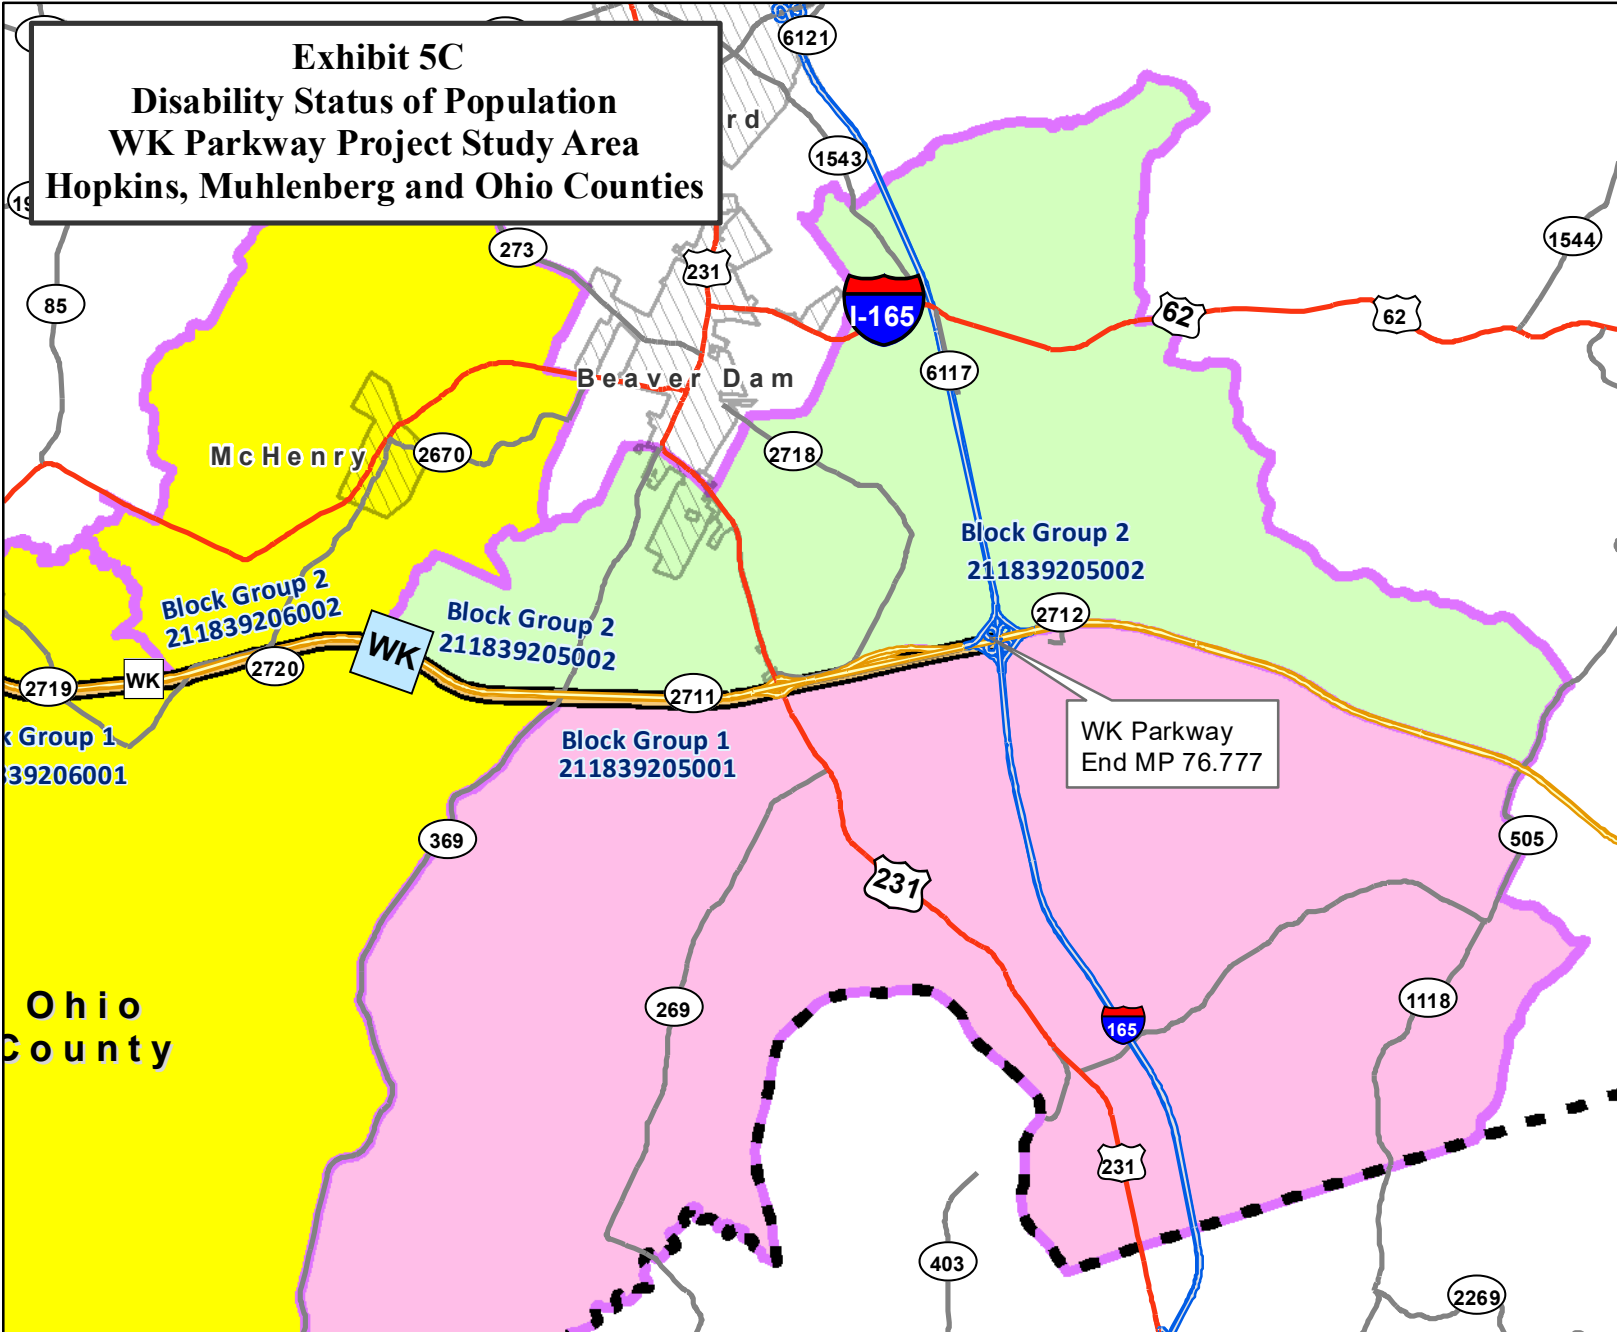 Exhibit 5C
Disability Status of Population
WK Parkway Project Study Area
Hopkins, Muhlenberg and Ohio Counties
6121
rd
1543
273
231
1544
85
I-165
62
62
6117
Beaver Dam
McHenry
2670
2718
Block Group 2
211839205002
Block Group 2
211839206002
Block Group 2
211839205002
2712
WK
2719
WK
2720
2711
WK Parkway
End MP 76.777
Group 1
39206001
Block Group 1
211839205001
369
505
231
Ohio
County
269
1118
165
231
403
2269